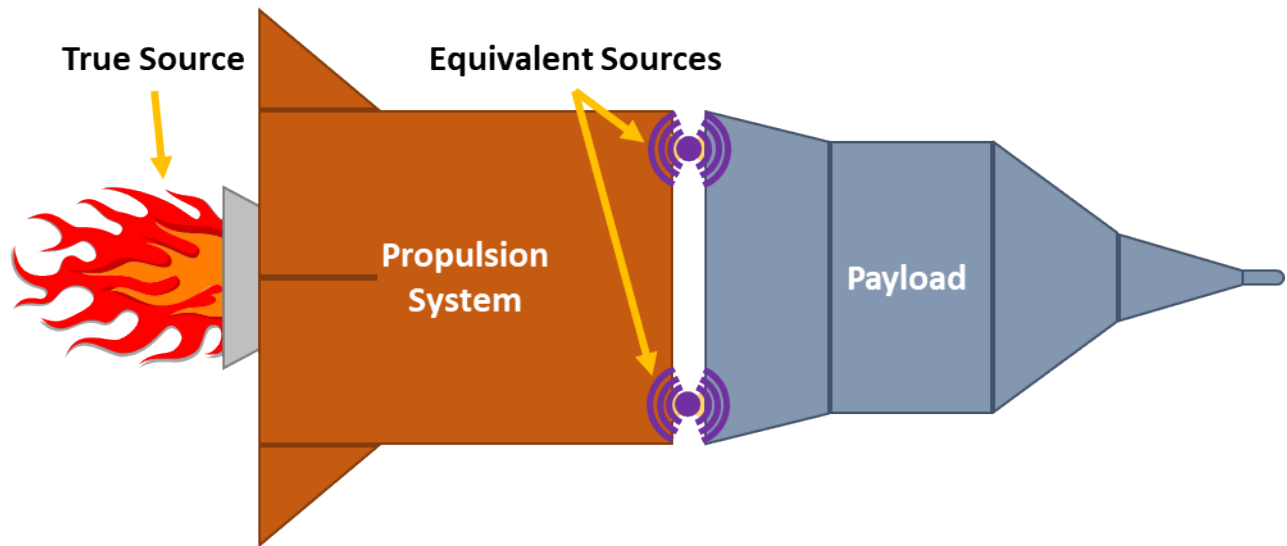 True Source
Equivalent Sources
Propulsion
System
Payload